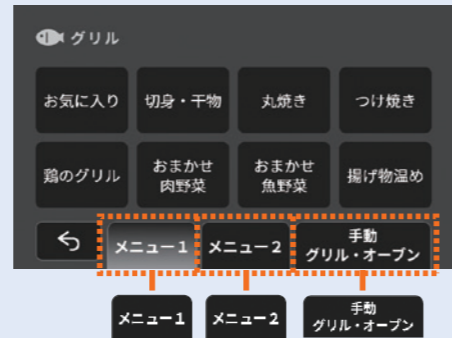 グリル
お気に入り 切身・干物 丸焼き つけ焼き
鶏のグリル おまかせ 肉野菜 おまかせ 魚野菜 揚げ物温め
メニュー1 メニュー2 手動 グリル・オーブン
メニュー1 メニュー2 手動 グリル・オーブン